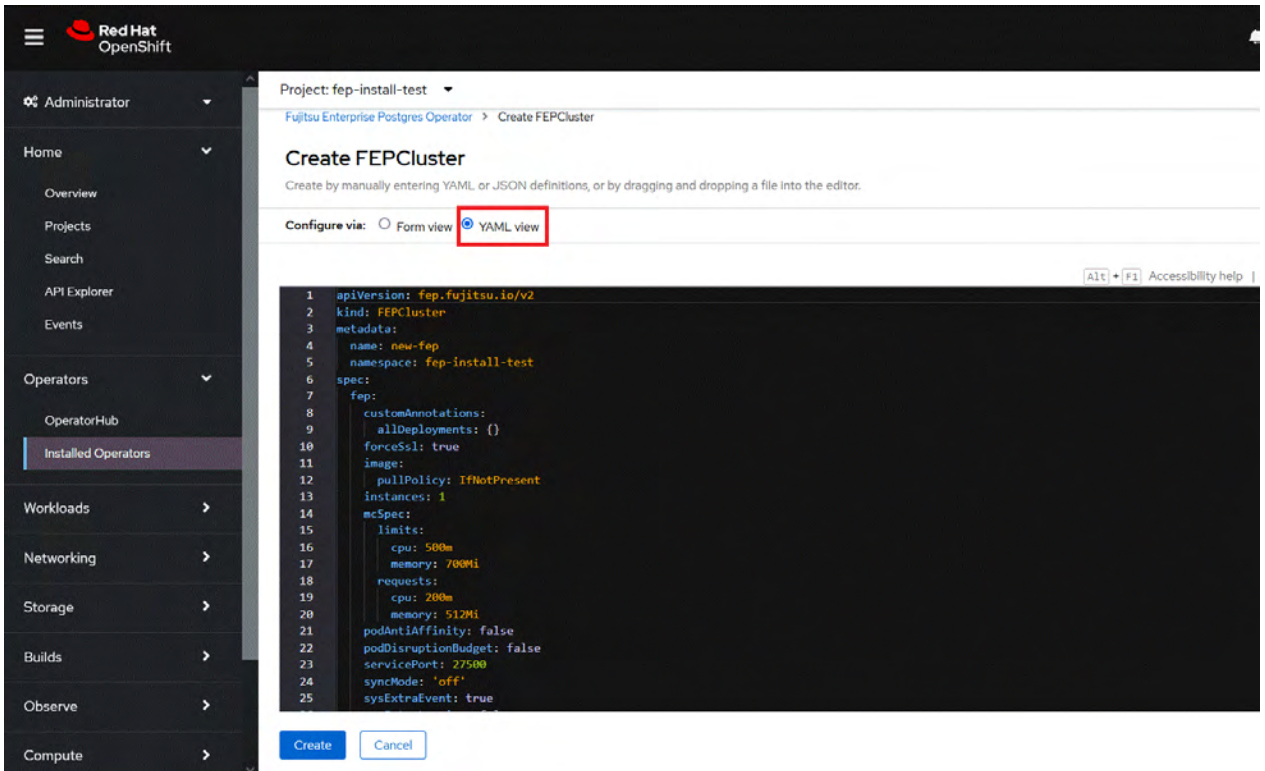 Red Hat
OpenShift
Administrator
Home
Overview
Projects
Search
API Explorer
Events
Operators
OperatorHub
Installed Operators
Workloads
Networking
Storage
Builds
Observe
Compute
Project: fep-install-test
Fujitsu Enterprise Postgres Operator > Create FEPCluster
Create FEPCluster
Create by manually entering YAML or JSON definitions, or by dragging and dropping a file into the editor.
Configure via: Form view YAML view
Alt + F1 Accessibility help |
1 apiVersion: fep.fujitsu.io/v2
2 kind: FEPCluster
3 metadata:
4 name: new-fep
5 namespace: fep-install-test
6 spec:
7 fep:
8 customAnnotations:
9 allDeployments: {}
10 forceSsl: true
11 image:
12 pullPolicy: IfNotPresent
13 instances: 1
14 mcSpec:
15 limits:
16 cpu: 500m
17 memory: 700Mi
18 requests:
19 cpu: 200m
20 memory: 512Mi
21 podAntiAffinity: false
22 podDisruptionBudget: false
23 servicePort: 27500
24 syncMode: 'off'
25 sysExtraEvent: true
Create Cancel